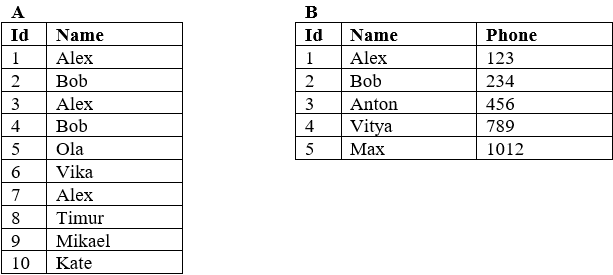 A
Id Name
1 Alex
2 Bob
3 Alex
4 Bob
5 Ola
6 Vika
7 Alex
8 Timur
9 Mikael
10 Kate
B
Id Name Phone
1 Alex 123
2 Bob 234
3 Anton 456
4 Vitya 789
5 Max 1012